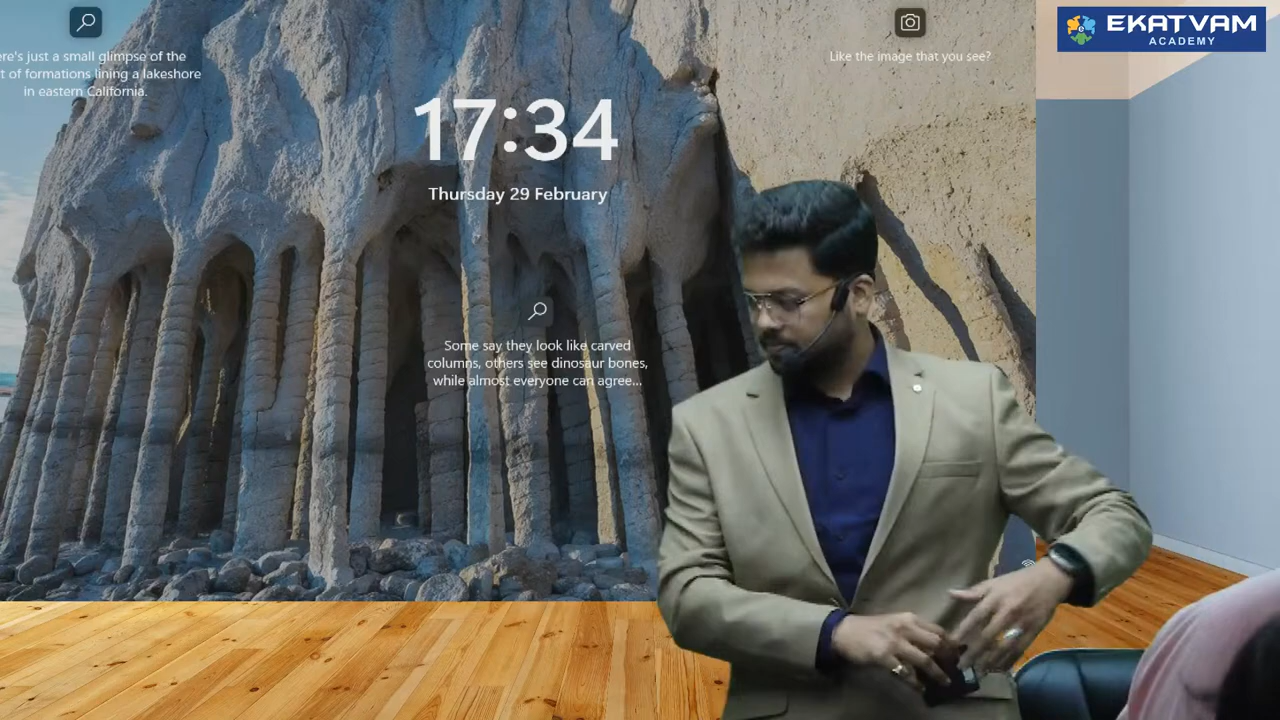 ere's just a small glimpse of the
t of formations lining a lakeshore
in eastern California.
Like the image that you see?
EKATVAM
ACADEMY
17:34
Thursday 29 February
Some say they look like carved
columns, others see dinosaur bones,
while almost everyone can agree...